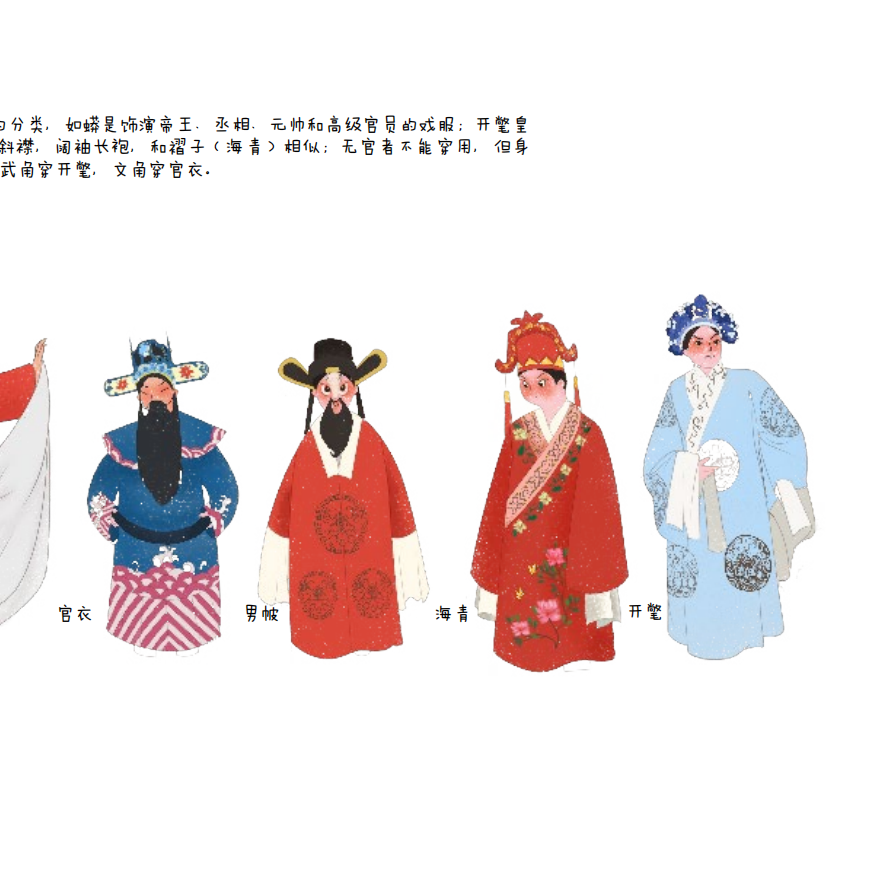 的分类，如蟒是饰演帝王、丞相、元帅和高级官员的戏服；开氅皇
斜襟，阔袖长袍，和褶子（海青）相似；无官者不能穿用，但身
武角穿开氅，文角穿官衣。
官衣
男帔
海青
开氅